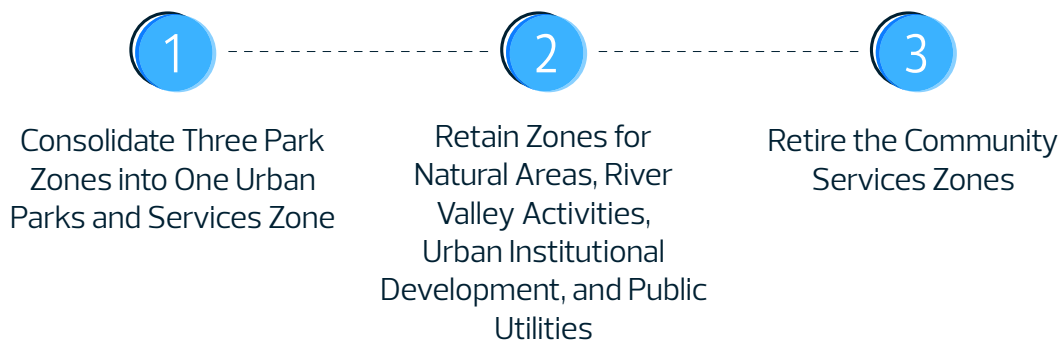 1
Consolidate Three Park
Zones into One Urban
Parks and Services Zone
2
Retain Zones for
Natural Areas, River
Valley Activities,
Urban Institutional
Development, and Public
Utilities
3
Retire the Community
Services Zones